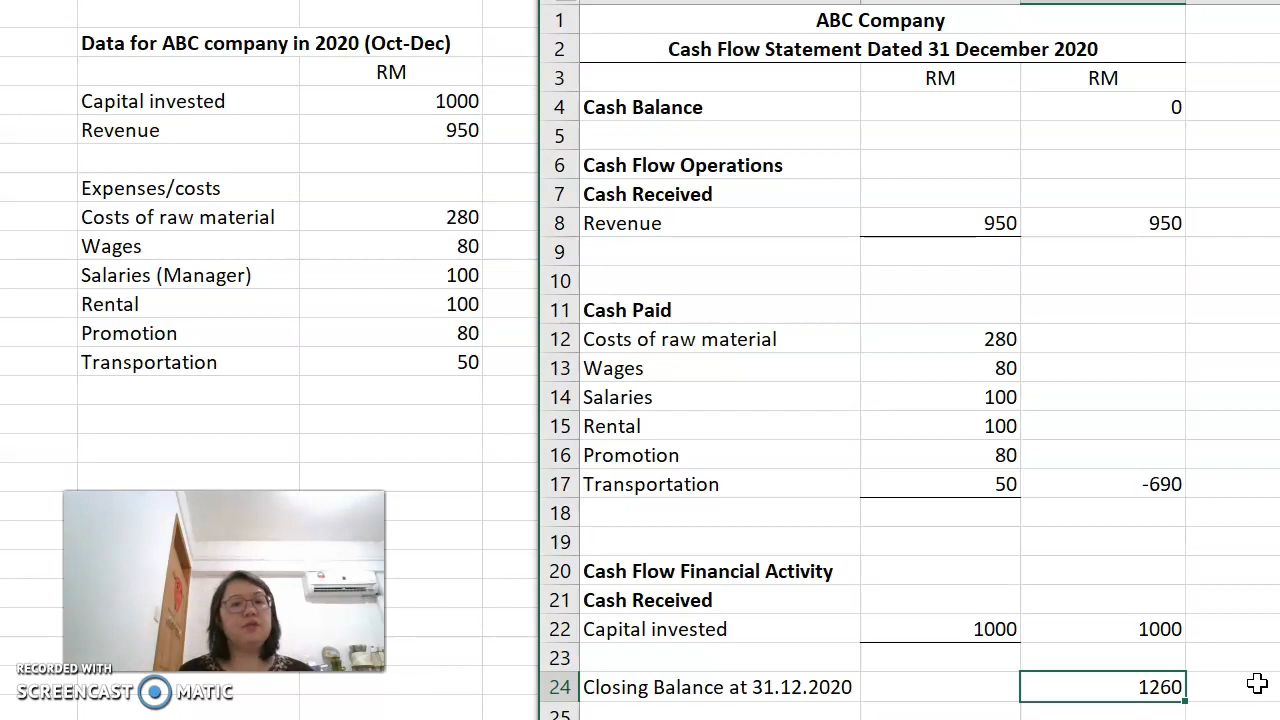 Data for ABC company in 2020 (Oct-Dec)
RM
Capital invested 1000
Revenue 950
Expenses/costs
Costs of raw material 280
Wages 80
Salaries (Manager) 100
Rental 100
Promotion 80
Transportation 50
RECORDED WITH
SCREENCAST MATIC
1 ABC Company
2 Cash Flow Statement Dated 31 December 2020
3 RM RM
4 Cash Balance 0
5
6 Cash Flow Operations
7 Cash Received
8 Revenue 950 950
9
10
11 Cash Paid
12 Costs of raw material 280
13 Wages 80
14 Salaries 100
15 Rental 100
16 Promotion 80
17 Transportation 50 -690
18
19
20 Cash Flow Financial Activity
21 Cash Received
22 Capital invested 1000 1000
23
24 Closing Balance at 31.12.2020 1260
25